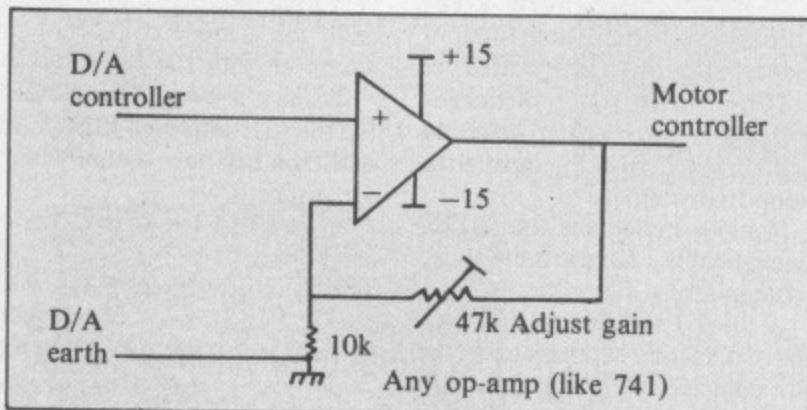 D/A
controller
+15
Motor
controller
+
−
−15
D/A
earth
10k
47k Adjust gain
Any op-amp (like 741)